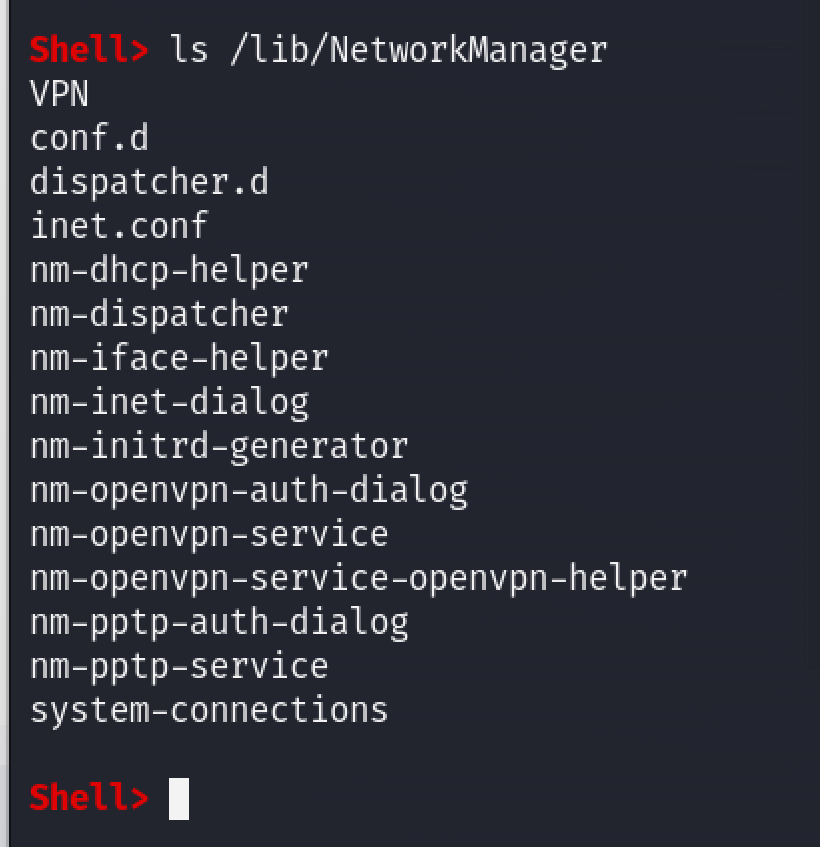 Shell> ls /lib/NetworkManager
VPN
conf.d
dispatcher.d
inet.conf
nm-dhcp-helper
nm-dispatcher
nm-iface-helper
nm-inet-dialog
nm-initrd-generator
nm-openvpn-auth-dialog
nm-openvpn-service
nm-openvpn-service-openvpn-helper
nm-pptp-auth-dialog
nm-pptp-service
system-connections
Shell>